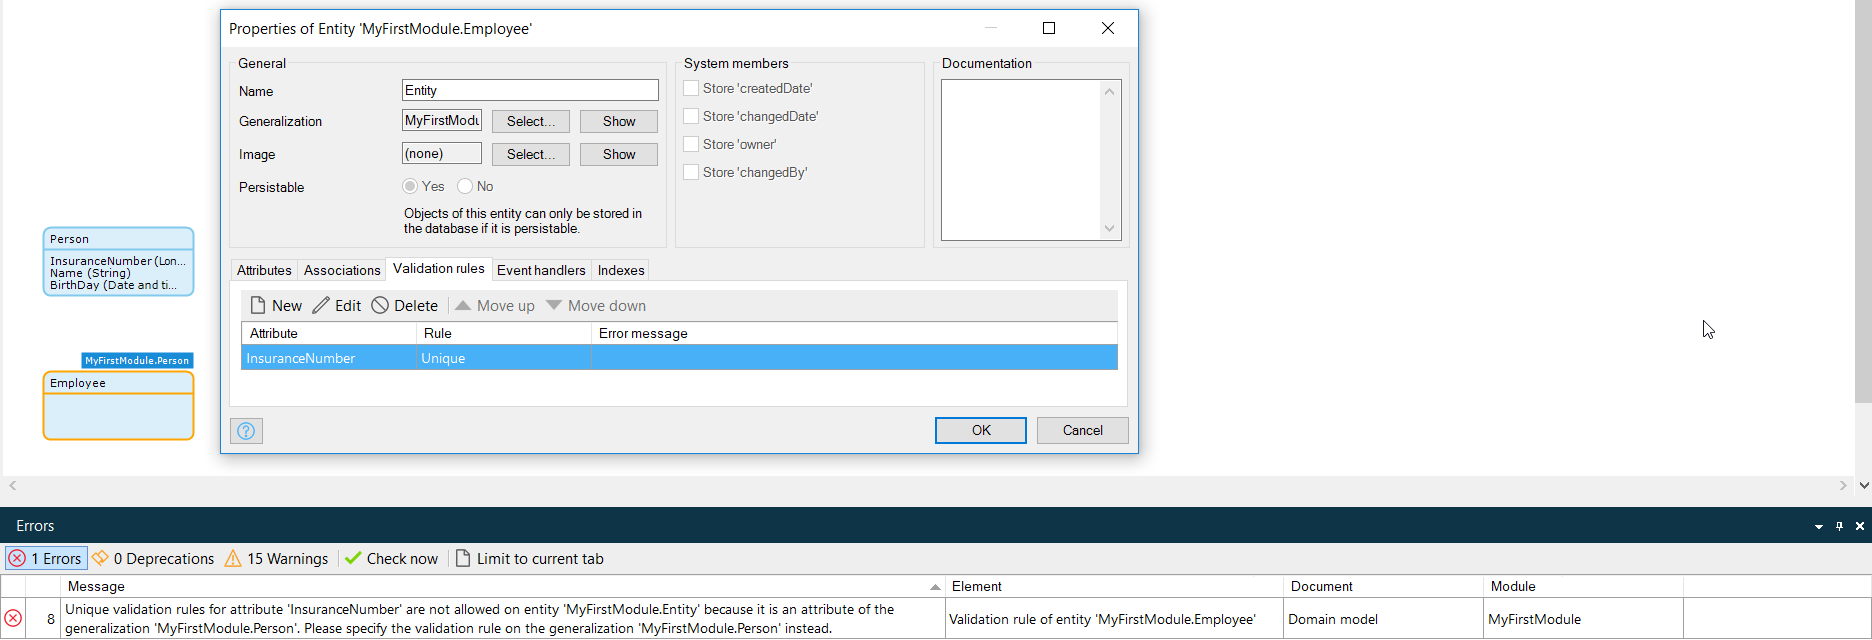 Properties of Entity 'MyFirstModule.Employee'
General
Name
Entity
Generalization
MyFirstModu
Select...
Show
Image
(none)
Select...
Show
Persistable
Yes
No
Objects of this entity can only be stored in
the database if it is persistable.
System members
Store 'createdDate'
Store 'changedDate'
Store 'owner'
Store 'changedBy'
Documentation
Person
InsuranceNumber (Lon...
Name (String)
BirthDay (Date and ti...
MyFirstModule.Person
Employee
Attributes
Associations
Validation rules
Event handlers
Indexes
New
Edit
Delete
Move up
Move down
Attribute
Rule
Error message
InsuranceNumber
Unique
?
OK
Cancel
Errors
1 Errors
0 Deprecations
15 Warnings
Check now
Limit to current tab
Message
Element
Document
Module
8
Unique validation rules for attribute 'InsuranceNumber' are not allowed on entity 'MyFirstModule.Entity' because it is an attribute of the
generalization 'MyFirstModule.Person'. Please specify the validation rule on the generalization 'MyFirstModule.Person' instead.
Validation rule of entity 'MyFirstModule.Employee'
Domain model
MyFirstModule